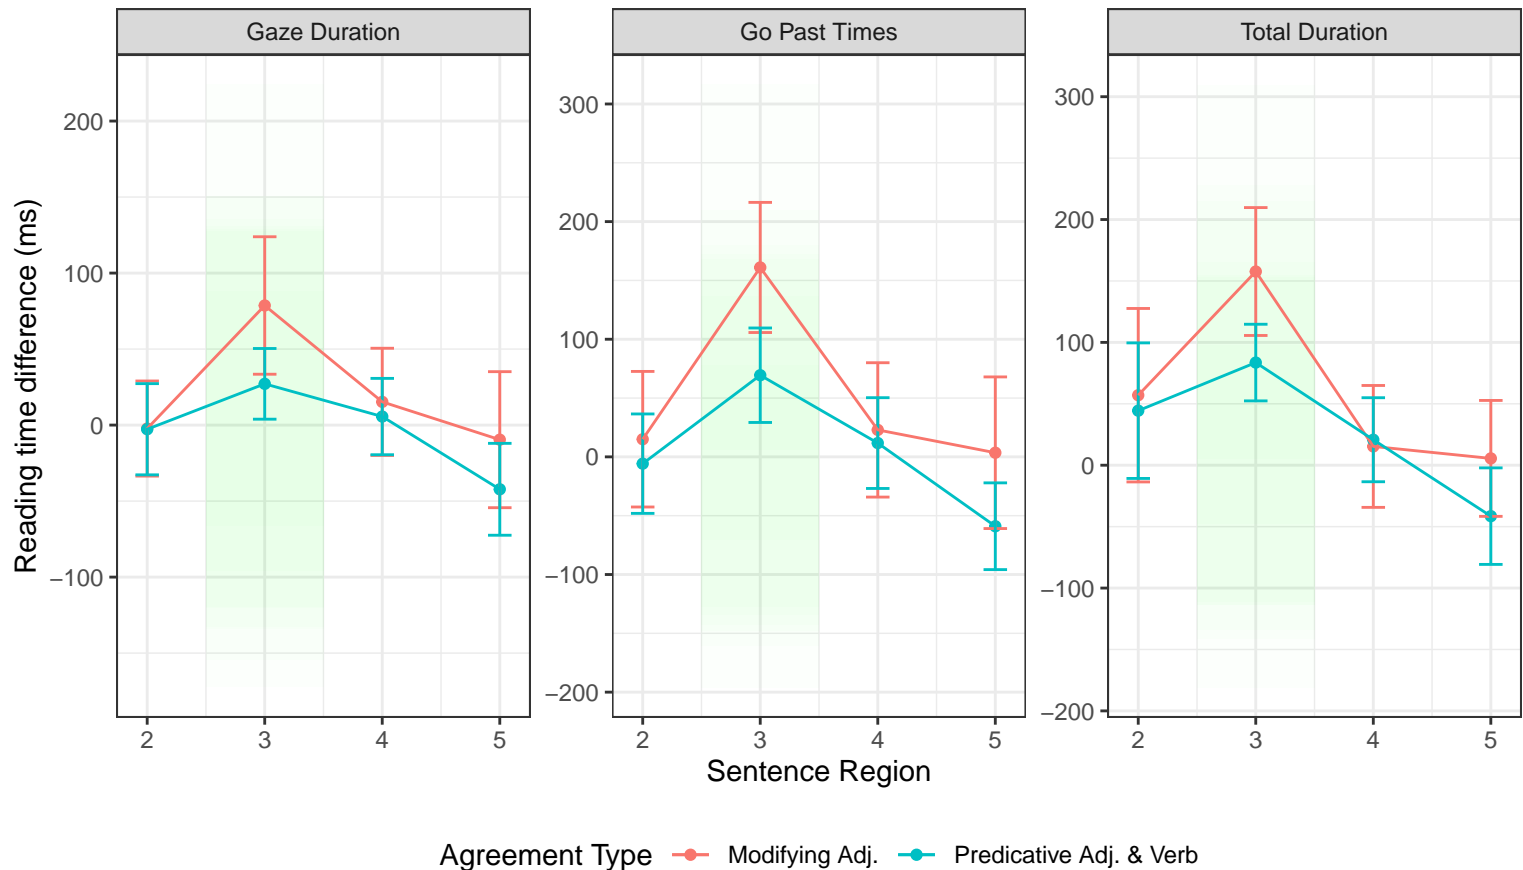 Gaze Duration
Go Past Times
Total Duration
Reading time difference (ms)
200
100
0
−100
300
200
100
0
−100
−200
300
200
100
0
−100
−200
2 3 4 5
2 3 4 5
2 3 4 5
Sentence Region
Agreement Type Modifying Adj. Predicative Adj. & Verb